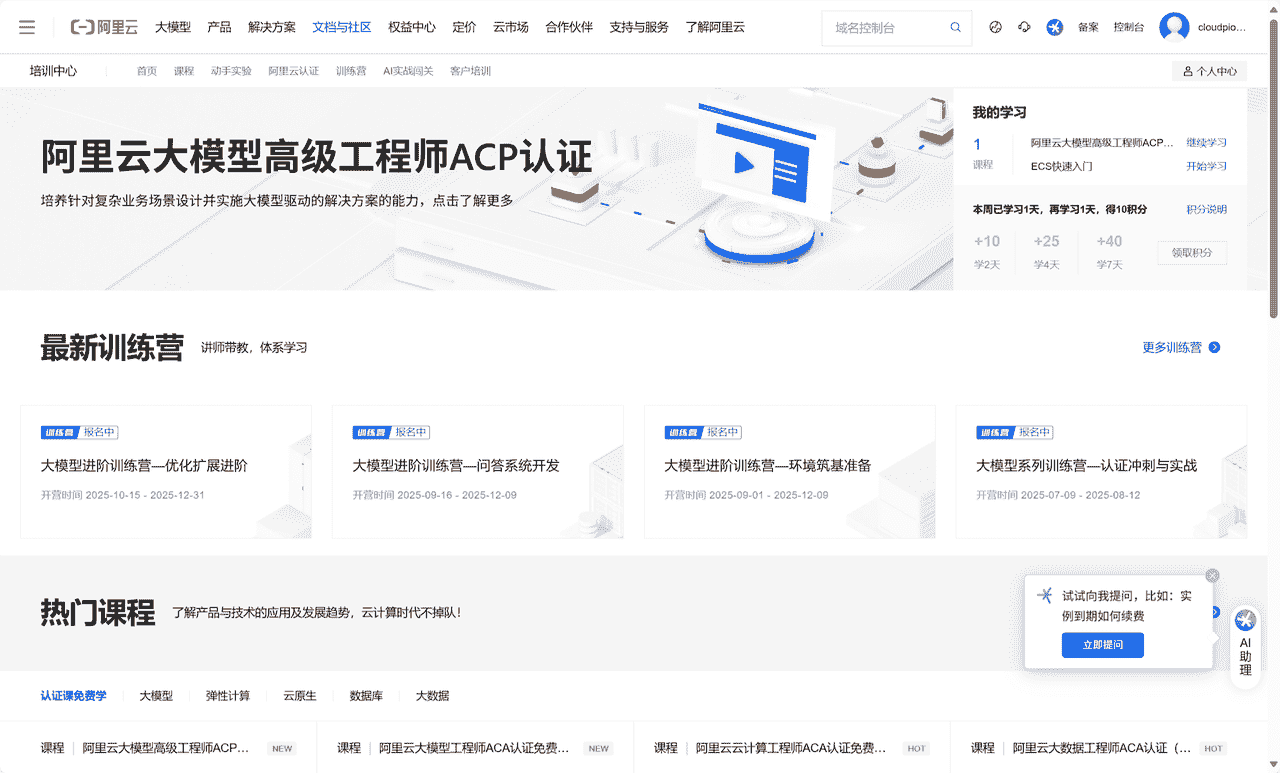 阿里云 大模型 产品 解决方案 文档与社区 权益中心 定价 云市场 合作伙伴 支持与服务 了解阿里云 域名控制台 备案 控制台 cloudpio...
培训中心 首页 课程 动手实验 阿里云认证 训练营 AI实战闯关 客户培训 个人中心
阿里云大模型高级工程师ACP认证
培养针对复杂业务场景设计并实施大模型驱动的解决方案的能力，点击了解更多
我的学习
1 课程
阿里云大模型高级工程师ACP... 继续学习
ECS快速入门 开始学习
本周已学习1天，再学习1天，得10积分 积分说明
+10 +25 +40
学2天 学4天 学7天
领取积分
最新训练营 讲师带教，体系学习 更多训练营
训练营 报名中
大模型进阶训练营—优化扩展进阶
开营时间 2025-10-15 - 2025-12-31
训练营 报名中
大模型进阶训练营—问答系统开发
开营时间 2025-09-16 - 2025-12-09
训练营 报名中
大模型进阶训练营—环境筑基准备
开营时间 2025-09-01 - 2025-12-09
训练营 报名中
大模型系列训练营—认证冲刺与实战
开营时间 2025-07-09 - 2025-08-12
热门课程 了解产品与技术的应用及发展趋势，云计算时代不掉队！
试试向我提问，比如：实
例到期如何续费
立即提问
AI
助
理
认证课免费学 大模型 弹性计算 云原生 数据库 大数据
课程 | 阿里云大模型高级工程师ACP... NEW
课程 | 阿里云大模型工程师ACA认证免费... NEW
课程 | 阿里云云计算工程师ACA认证免费... HOT
课程 | 阿里云大数据工程师ACA认证（... HOT